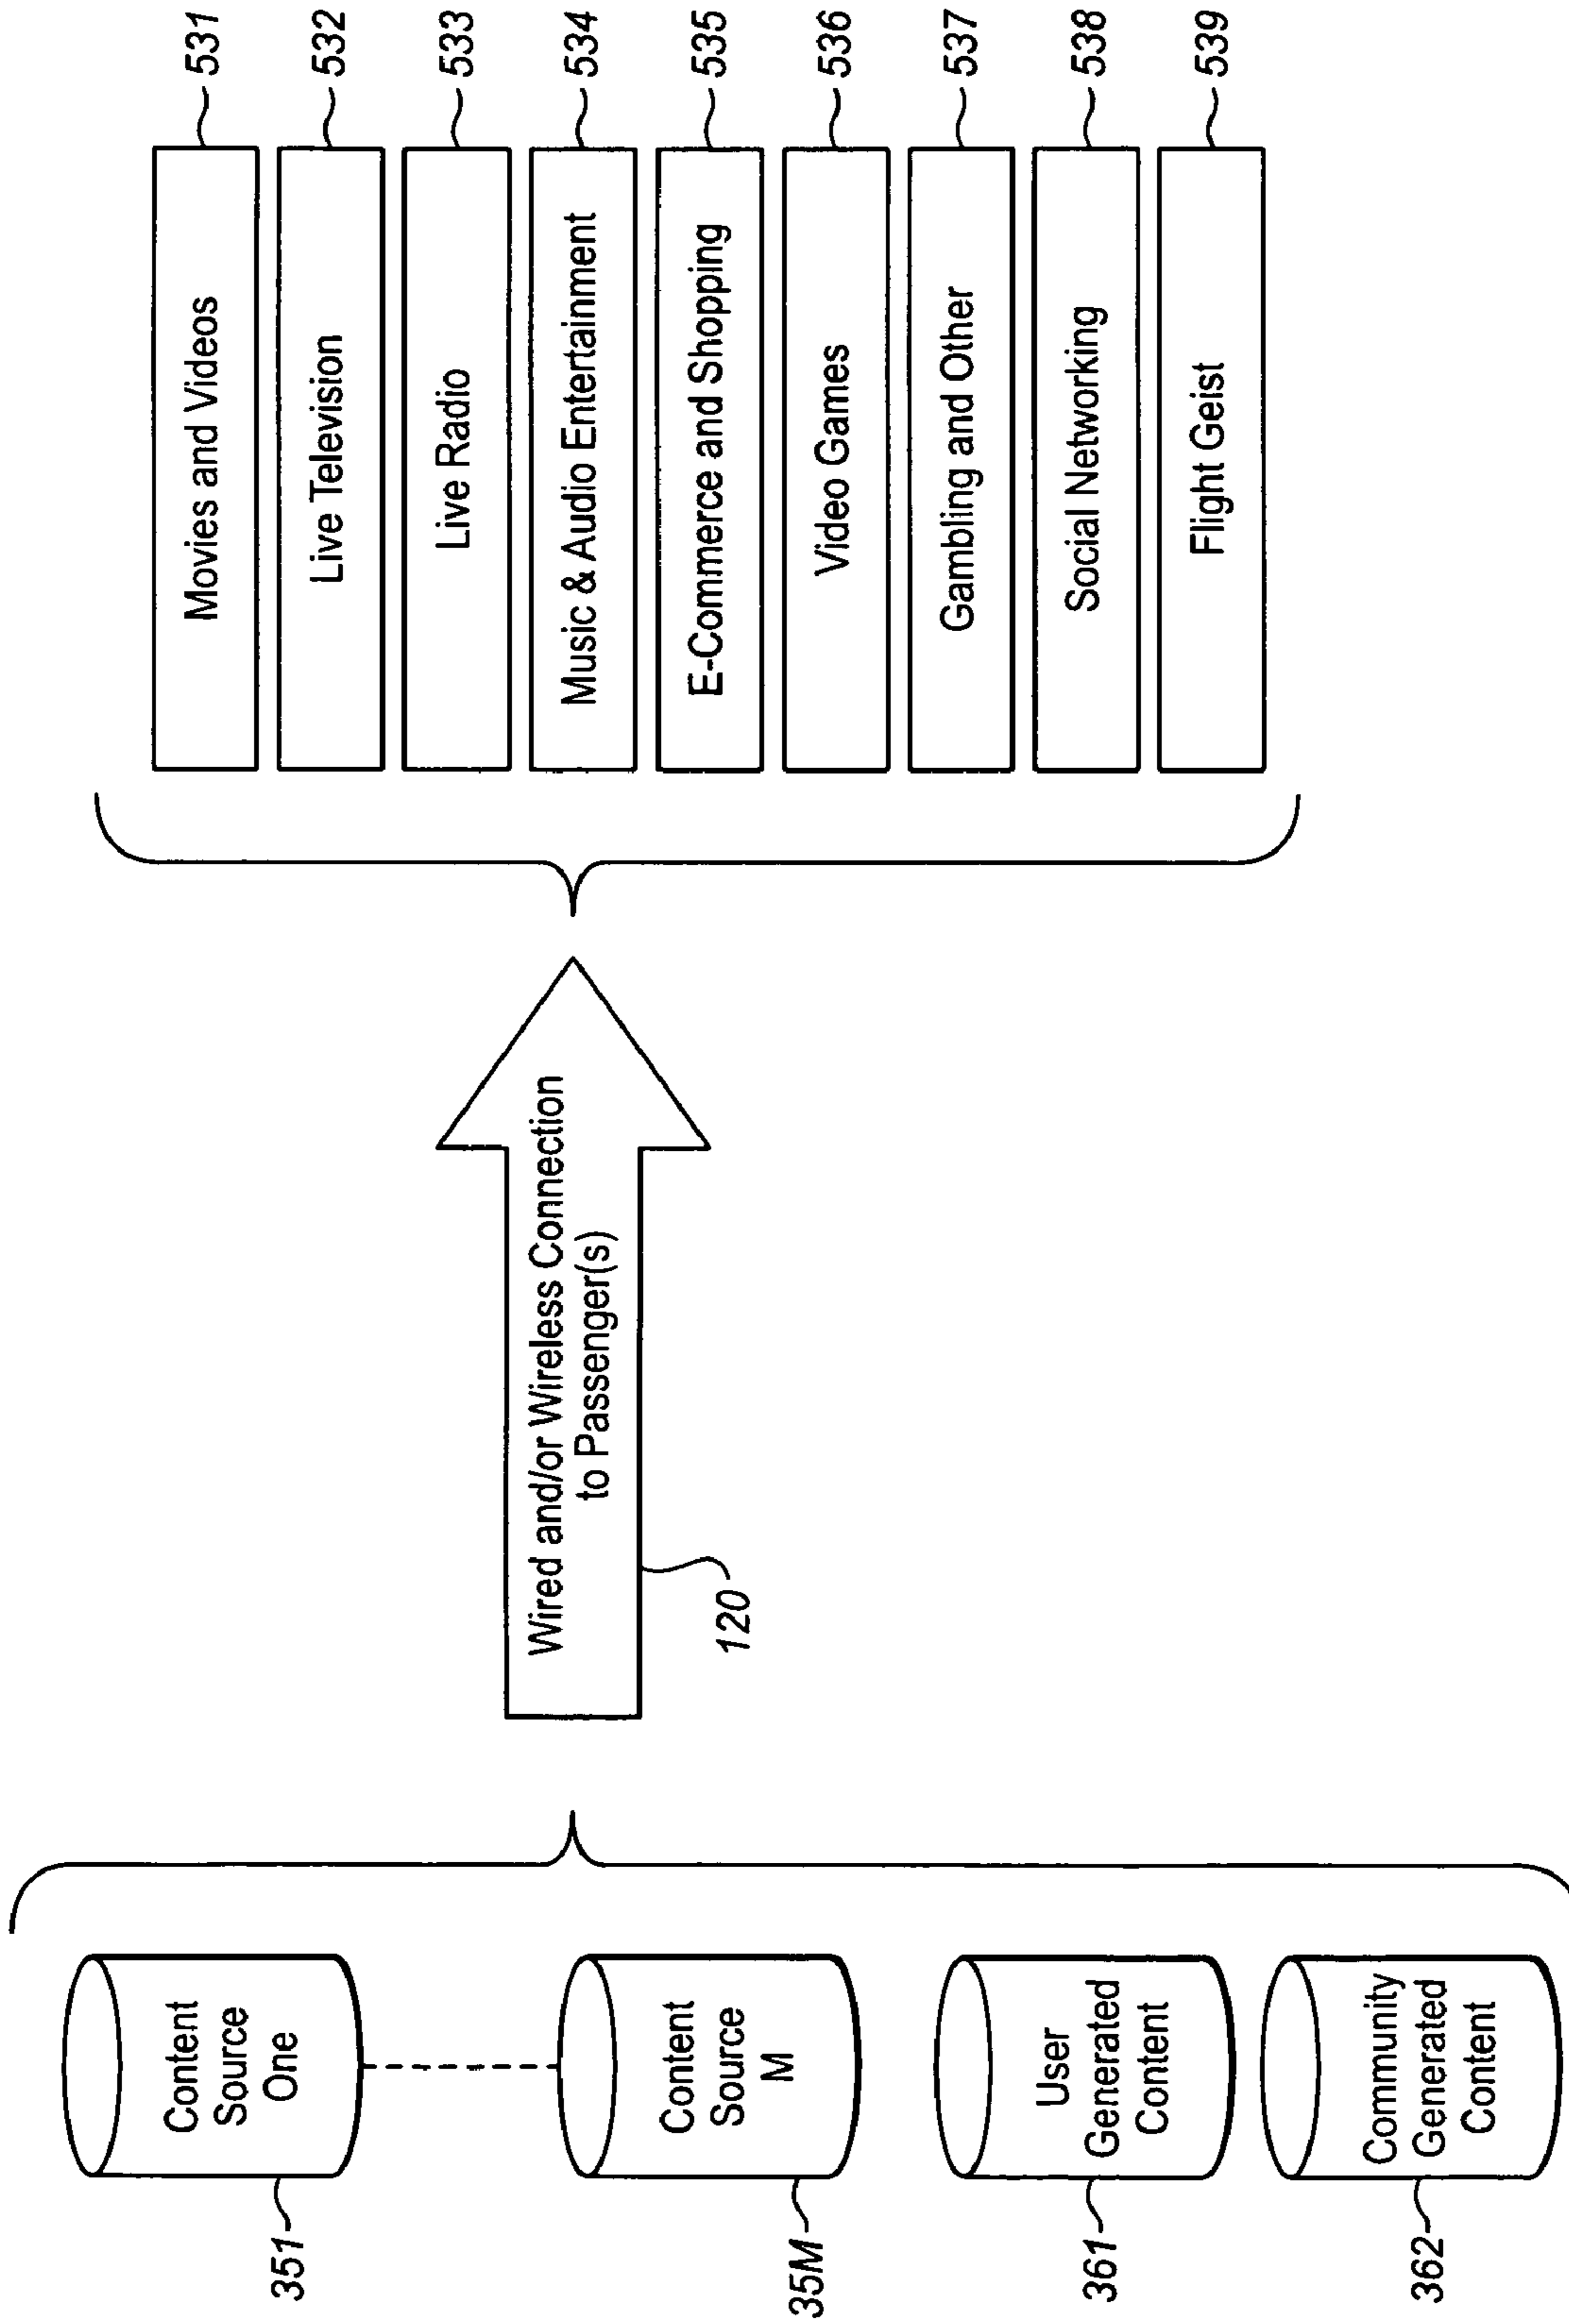 351
Content
Source
One
35M
Content
Source
M
361
User
Generated
Content
362
Community
Generated
Content
Wired and/or Wireless Connection
to Passenger(s)
120
Movies and Videos
531
Live Television
532
Live Radio
533
Music & Audio Entertainment
534
E-Commerce and Shopping
535
Video Games
536
Gambling and Other
537
Social Networking
538
Flight Geist
539